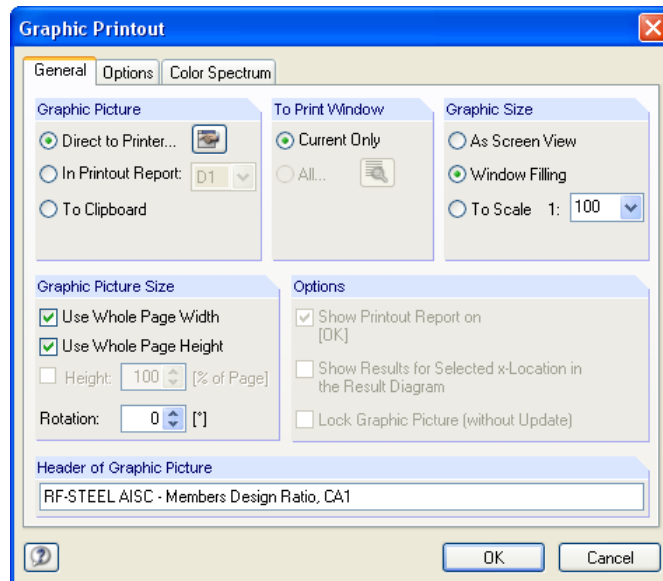 Graphic Printout
General Options Color Spectrum
Graphic Picture
Direct to Printer...
In Printout Report: D1
To Clipboard
To Print Window
Current Only
All...
Graphic Size
As Screen View
Window Filling
To Scale 1: 100
Graphic Picture Size
Use Whole Page Width
Use Whole Page Height
Height: 100 [% of Page]
Rotation: 0 [°]
Options
Show Printout Report on
[OK]
Show Results for Selected x-Location in
the Result Diagram
Lock Graphic Picture (without Update)
Header of Graphic Picture
RF-STEEL AISC - Members Design Ratio, CA1
OK Cancel